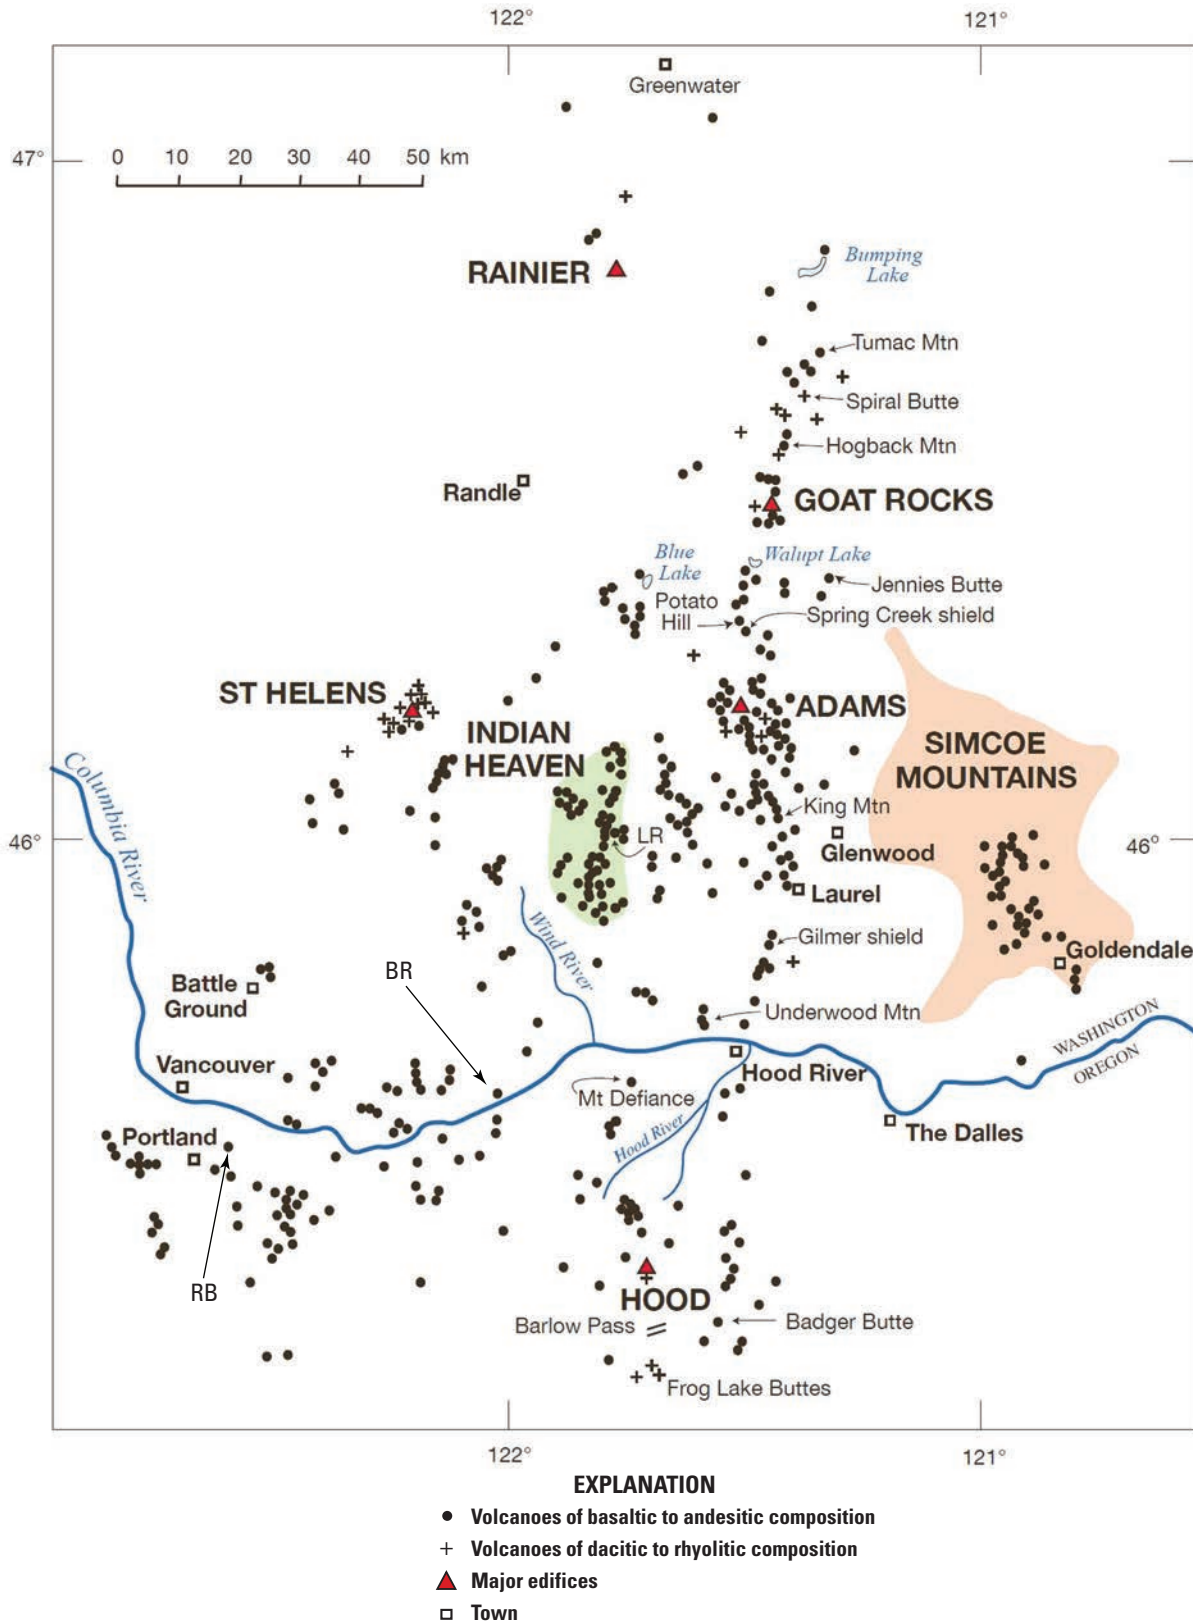 122°
121°
Greenwater
47°
0 10 20 30 40 50 km
RAINIER
Bumping
Lake
Tumac Mtn
Spiral Butte
Hogback Mtn
Randle
GOAT ROCKS
Blue
Lake
Walupt Lake
Jennies Butte
Potato
Hill
Spring Creek shield
ST HELENS
ADAMS
INDIAN
HEAVEN
SIMCOE
MOUNTAINS
Columbia River
King Mtn
46°
LR
46°
Glenwood
Laurel
Wind River
Gilmer shield
Goldendale
BR
Battle
Ground
Underwood Mtn
WASHINGTON
OREGON
Vancouver
Hood River
Mt Defiance
The Dalles
Portland
Hood River
RB
HOOD
Barlow Pass
Badger Butte
Frog Lake Buttes
122°
121°
EXPLANATION
Volcanoes of basaltic to andesitic composition
Volcanoes of dacitic to rhyolitic composition
Major edifices
Town